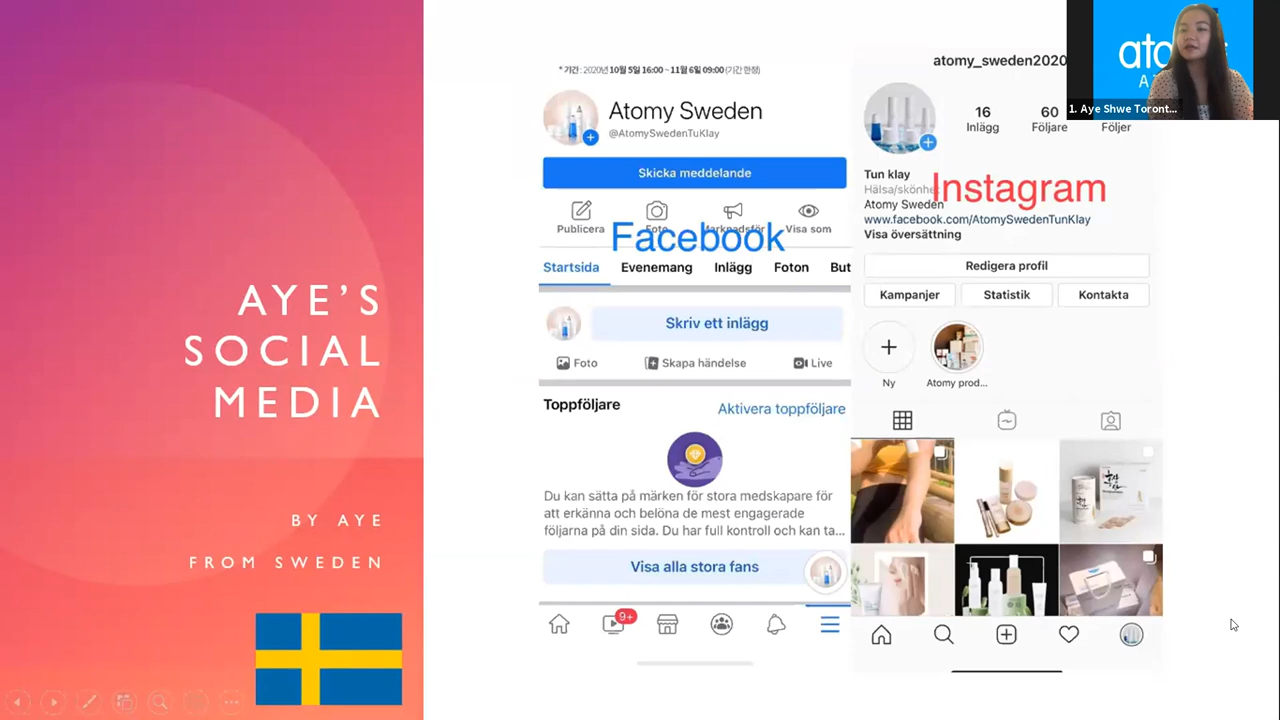 AYE'S
SOCIAL
MEDIA
BY AYE
FROM SWEDEN
* 기간 : 2020년 10월 5일 16:00 ~ 11월 6일 09:00 (기간 한정)
Atomy Sweden
@AtomySwedenTuKlay
Skicka meddelande
Publicera
Foto
Marknadsför
Visa som
Facebook
Startsida
Evenemang
Inlägg
Foton
But
Skriv ett inlägg
Foto
Skapa händelse
Live
Toppföljare
Aktivera toppföljare
Du kan sätta på märken för stora medskapare för
att erkänna och belöna de mest engagerade
följarna på din sida. Du har full kontroll och kan ta...
Visa alla stora fans
9+
atomy_sweden2020
16
60
Inlägg
Följare
Följer
Tun klay
Hälsa/skönhe
Instagram
Atomy Sweden
www.facebook.com/AtomySwedenTunKlay
Visa översättning
Redigera profil
Kampanjer
Statistik
Kontakta
Ny
Atomy prod...
1. Aye Shwe Toront...